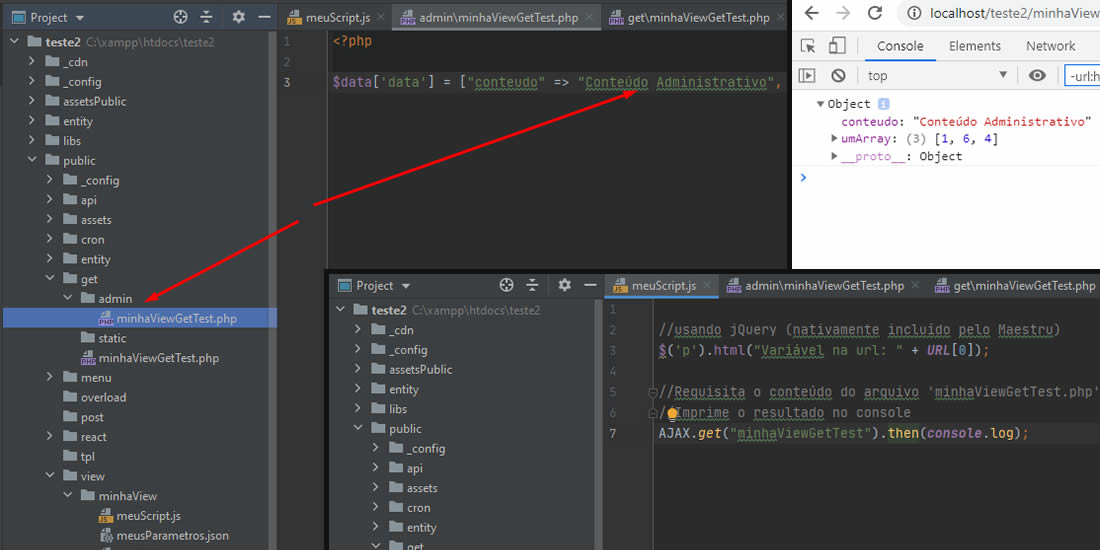 Project
teste2 C:\xampp\htdocs\teste2
_cdn
_config
assetsPublic
entity
libs
public
_config
api
assets
cron
entity
get
admin
minhaViewGetTest.php
static
minhaViewGetTest.php
menu
overload
post
react
tpl
view
minhaView
meuScript.js
meusParametros.json
meuScript.js × admin\minhaViewGetTest.php × get\minhaViewGetTest.php ×
1 <?php
2
3 $data['data'] = ["conteudo" => "Conteúdo Administrativo",
localhost/teste2/minhaView
Console Elements Network
top -url:h
Object i
conteudo: "Conteúdo Administrativo"
umArray: (3) [1, 6, 4]
__proto__: Object
Project
teste2 C:\xampp\htdocs\teste2
_cdn
_config
assetsPublic
entity
libs
public
_config
api
assets
cron
entity
get
meuScript.js × admin\minhaViewGetTest.php × get\minhaViewGetTest.php
1
2 //usando jQuery (nativamente incluido pelo Maestru)
3 $('p').html("Variável na url: " + URL[0]);
4
5 //Requisita o conteúdo do arquivo 'minhaViewGetTest.php'
6 //Imprime o resultado no console
7 AJAX.get("minhaViewGetTest").then(console.log);